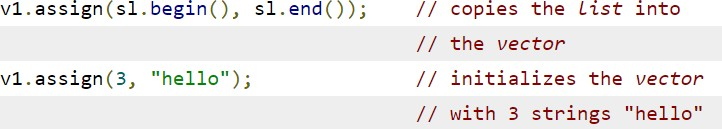 v1.assign(sl.begin(), sl.end());    // copies the list into
                                    // the vector
v1.assign(3, "hello");              // initializes the vector
                                    // with 3 strings "hello"